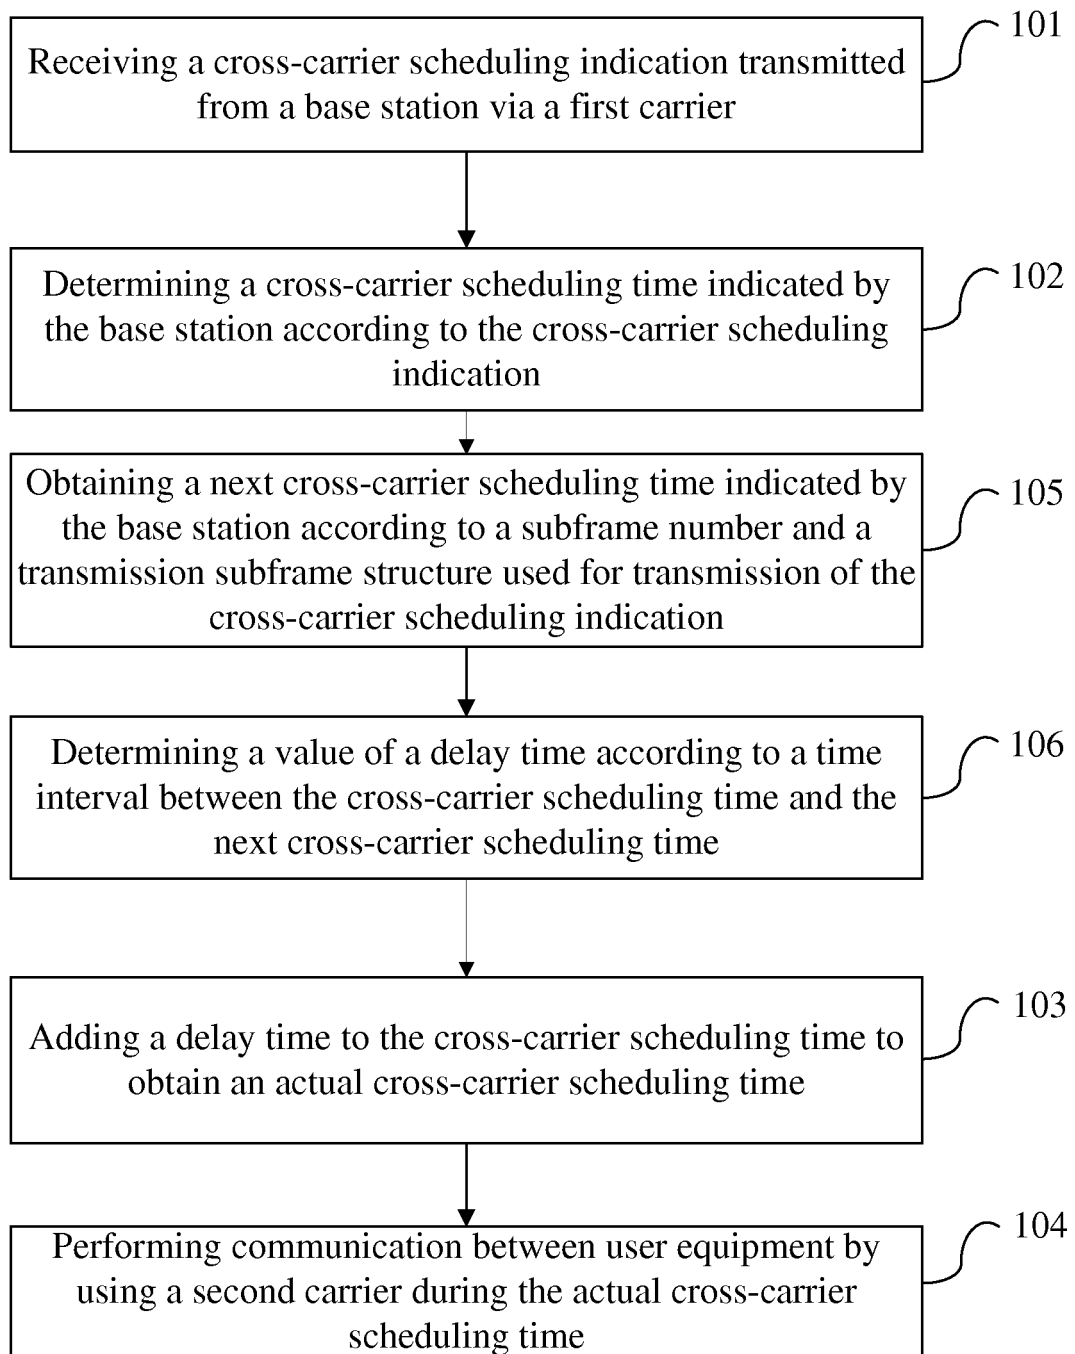 101
Receiving a cross-carrier scheduling indication transmitted
from a base station via a first carrier
102
Determining a cross-carrier scheduling time indicated by
the base station according to the cross-carrier scheduling
indication
105
Obtaining a next cross-carrier scheduling time indicated by
the base station according to a subframe number and a
transmission subframe structure used for transmission of the
cross-carrier scheduling indication
106
Determining a value of a delay time according to a time
interval between the cross-carrier scheduling time and the
next cross-carrier scheduling time
103
Adding a delay time to the cross-carrier scheduling time to
obtain an actual cross-carrier scheduling time
104
Performing communication between user equipment by
using a second carrier during the actual cross-carrier
scheduling time